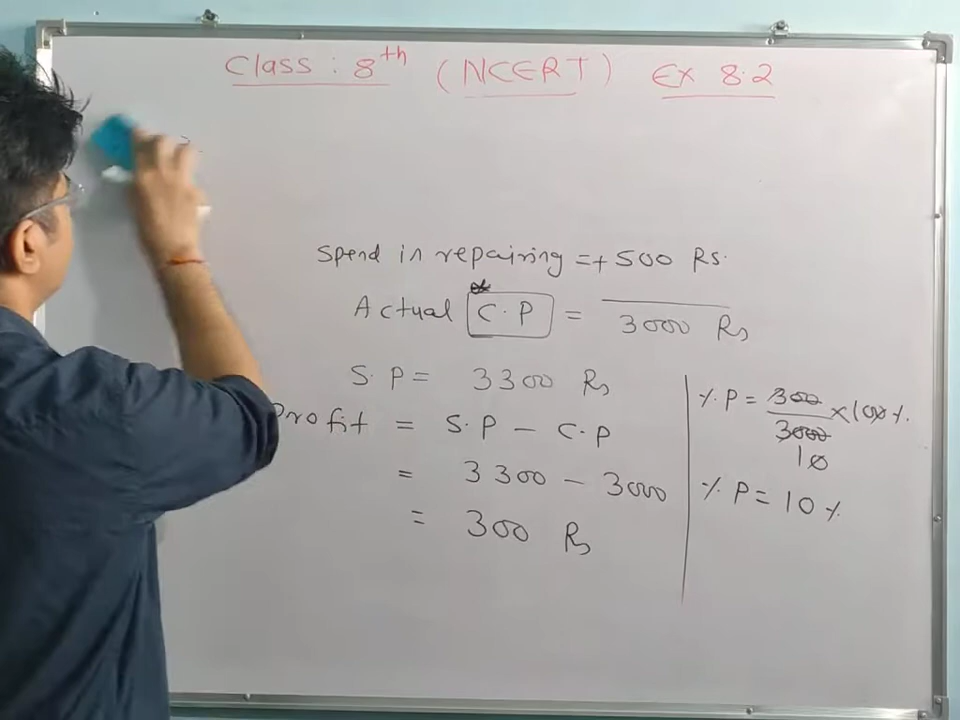 Class : 8th (NCERT) Ex 8.2
Spend in repairing = + 500 Rs.
Actual C.P = 3000 Rs
S.P = 3300 Rs
Profit = S.P - C.P
= 3300 - 3000
= 300 Rs
% P = 300/3000 × 100 %
10
% P = 10 %